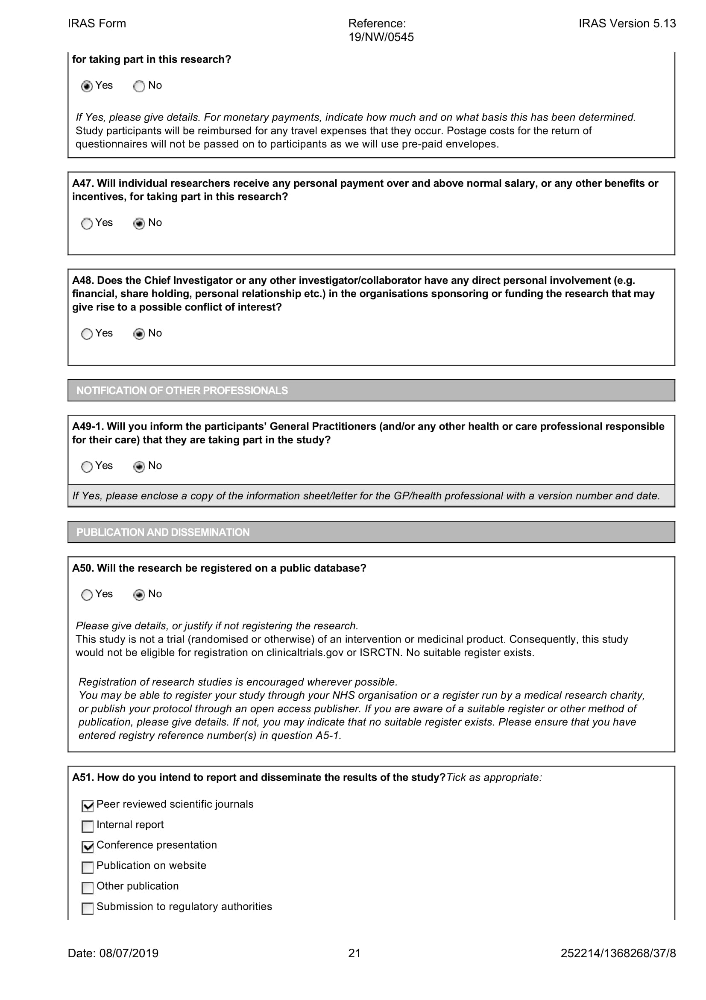 IRAS Form
Reference:
19/NW/0545
IRAS Version 5.13
for taking part in this research?
Yes No
If Yes, please give details. For monetary payments, indicate how much and on what basis this has been determined.
Study participants will be reimbursed for any travel expenses that they occur. Postage costs for the return of
questionnaires will not be passed on to participants as we will use pre-paid envelopes.
A47. Will individual researchers receive any personal payment over and above normal salary, or any other benefits or
incentives, for taking part in this research?
Yes No
A48. Does the Chief Investigator or any other investigator/collaborator have any direct personal involvement (e.g.
financial, share holding, personal relationship etc.) in the organisations sponsoring or funding the research that may
give rise to a possible conflict of interest?
Yes No
NOTIFICATION OF OTHER PROFESSIONALS
A49-1. Will you inform the participants’ General Practitioners (and/or any other health or care professional responsible
for their care) that they are taking part in the study?
Yes No
If Yes, please enclose a copy of the information sheet/letter for the GP/health professional with a version number and date.
PUBLICATION AND DISSEMINATION
A50. Will the research be registered on a public database?
Yes No
Please give details, or justify if not registering the research.
This study is not a trial (randomised or otherwise) of an intervention or medicinal product. Consequently, this study
would not be eligible for registration on clinicaltrials.gov or ISRCTN. No suitable register exists.
Registration of research studies is encouraged wherever possible.
You may be able to register your study through your NHS organisation or a register run by a medical research charity,
or publish your protocol through an open access publisher. If you are aware of a suitable register or other method of
publication, please give details. If not, you may indicate that no suitable register exists. Please ensure that you have
entered registry reference number(s) in question A5-1.
A51. How do you intend to report and disseminate the results of the study?Tick as appropriate:
Peer reviewed scientific journals
Internal report
Conference presentation
Publication on website
Other publication
Submission to regulatory authorities
Date: 08/07/2019
21
252214/1368268/37/8